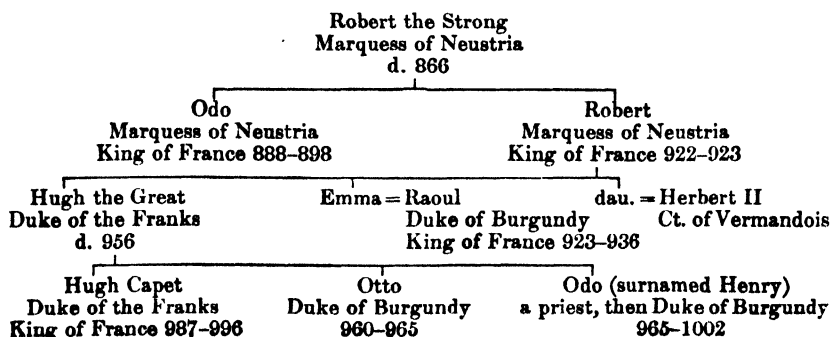 Robert the Strong
Marquess of Neustria
d. 866
Odo
Marquess of Neustria
King of France 888–898
Robert
Marquess of Neustria
King of France 922–923
Hugh the Great
Duke of the Franks
d. 956
Emma = Raoul
Duke of Burgundy
King of France 923–936
dau. = Herbert II
Ct. of Vermandois
Hugh Capet
Duke of the Franks
King of France 987–996
Otto
Duke of Burgundy
960–965
Odo (surnamed Henry)
a priest, then Duke of Burgundy
965–1002